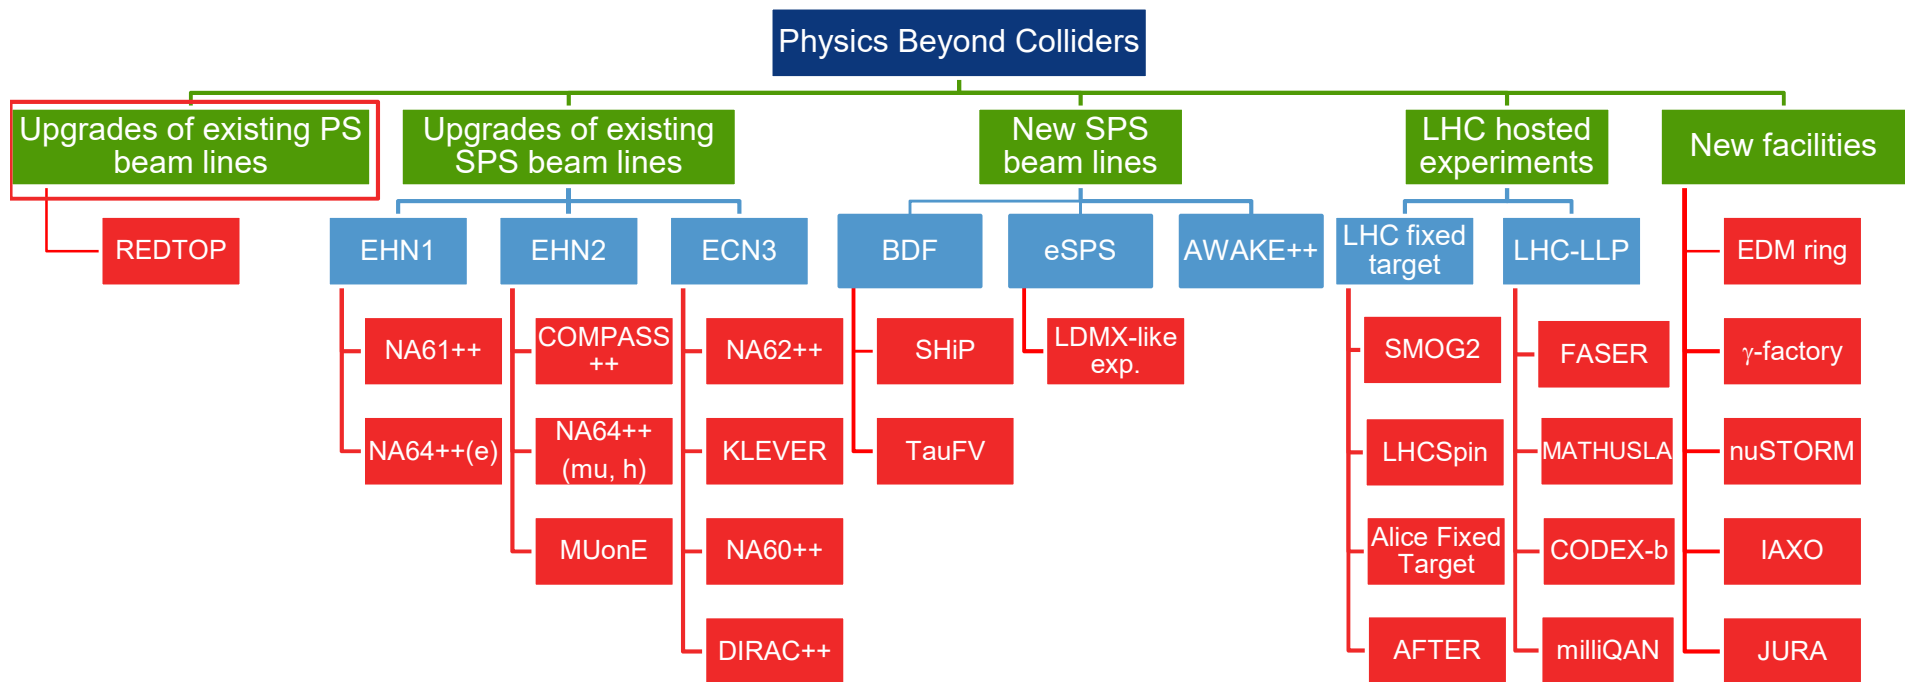 Physics Beyond Colliders
Upgrades of existing PS
beam lines
Upgrades of existing
SPS beam lines
New SPS
beam lines
LHC hosted
experiments
New facilities
REDTOP
EHN1
EHN2
ECN3
BDF
eSPS
AWAKE++
LHC fixed
target
LHC-LLP
EDM ring
NA61++
COMPASS
++
NA62++
SHiP
LDMX-like
exp.
SMOG2
FASER
γ-factory
NA64++(e)
NA64++
(mu, h)
KLEVER
TauFV
LHCSpin
MATHUSLA
nuSTORM
MUonE
NA60++
Alice Fixed
Target
CODEX-b
IAXO
DIRAC++
AFTER
milliQAN
JURA